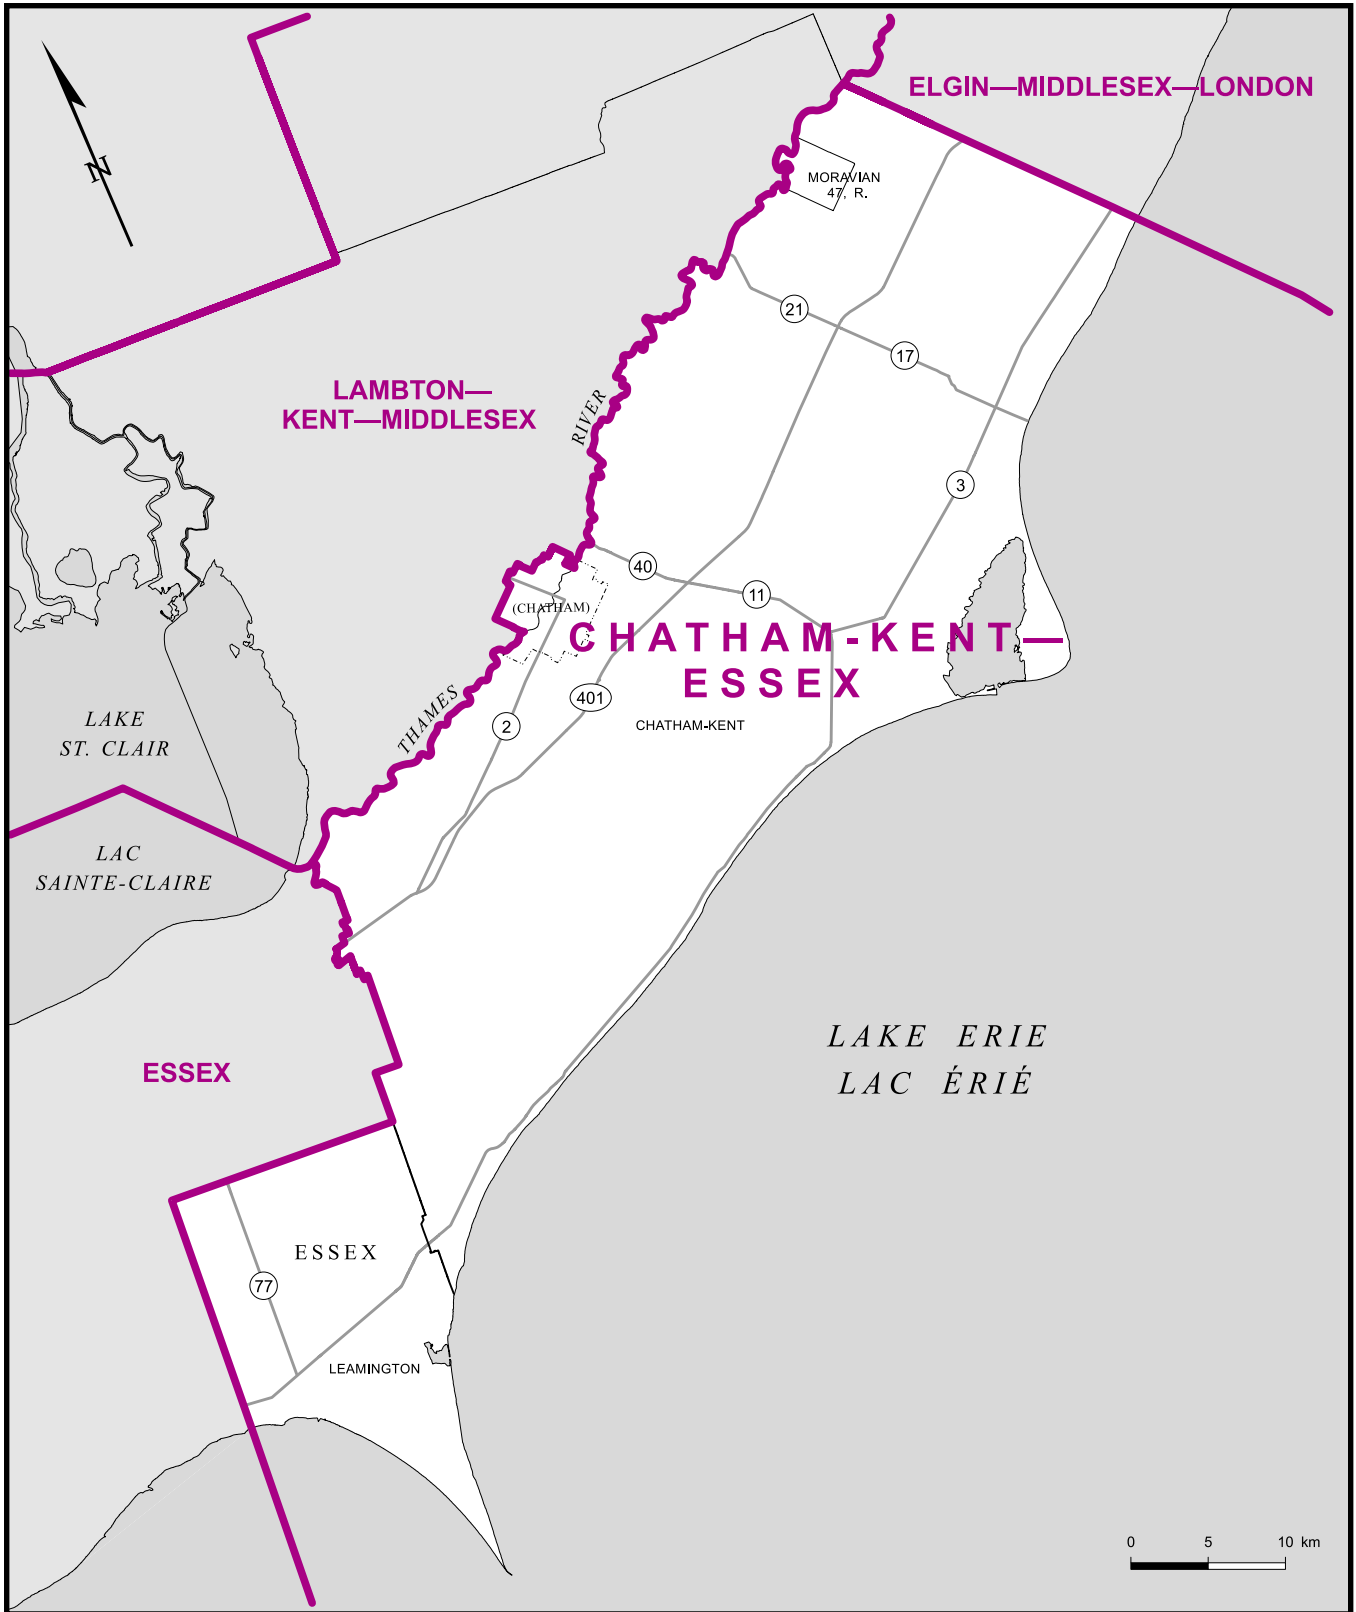 ELGIN—MIDDLESEX—LONDON
N
MORAVIAN
47, R.
21
17
LAMBTON—
KENT—MIDDLESEX
RIVER
3
40
11
(CHATHAM)
CHATHAM-KENT—
ESSEX
401
THAMES
2
CHATHAM-KENT
LAKE
ST. CLAIR
LAC
SAINTE-CLAIRE
LAKE ERIE
LAC ÉRIÉ
ESSEX
ESSEX
77
LEAMINGTON
0 5 10 km